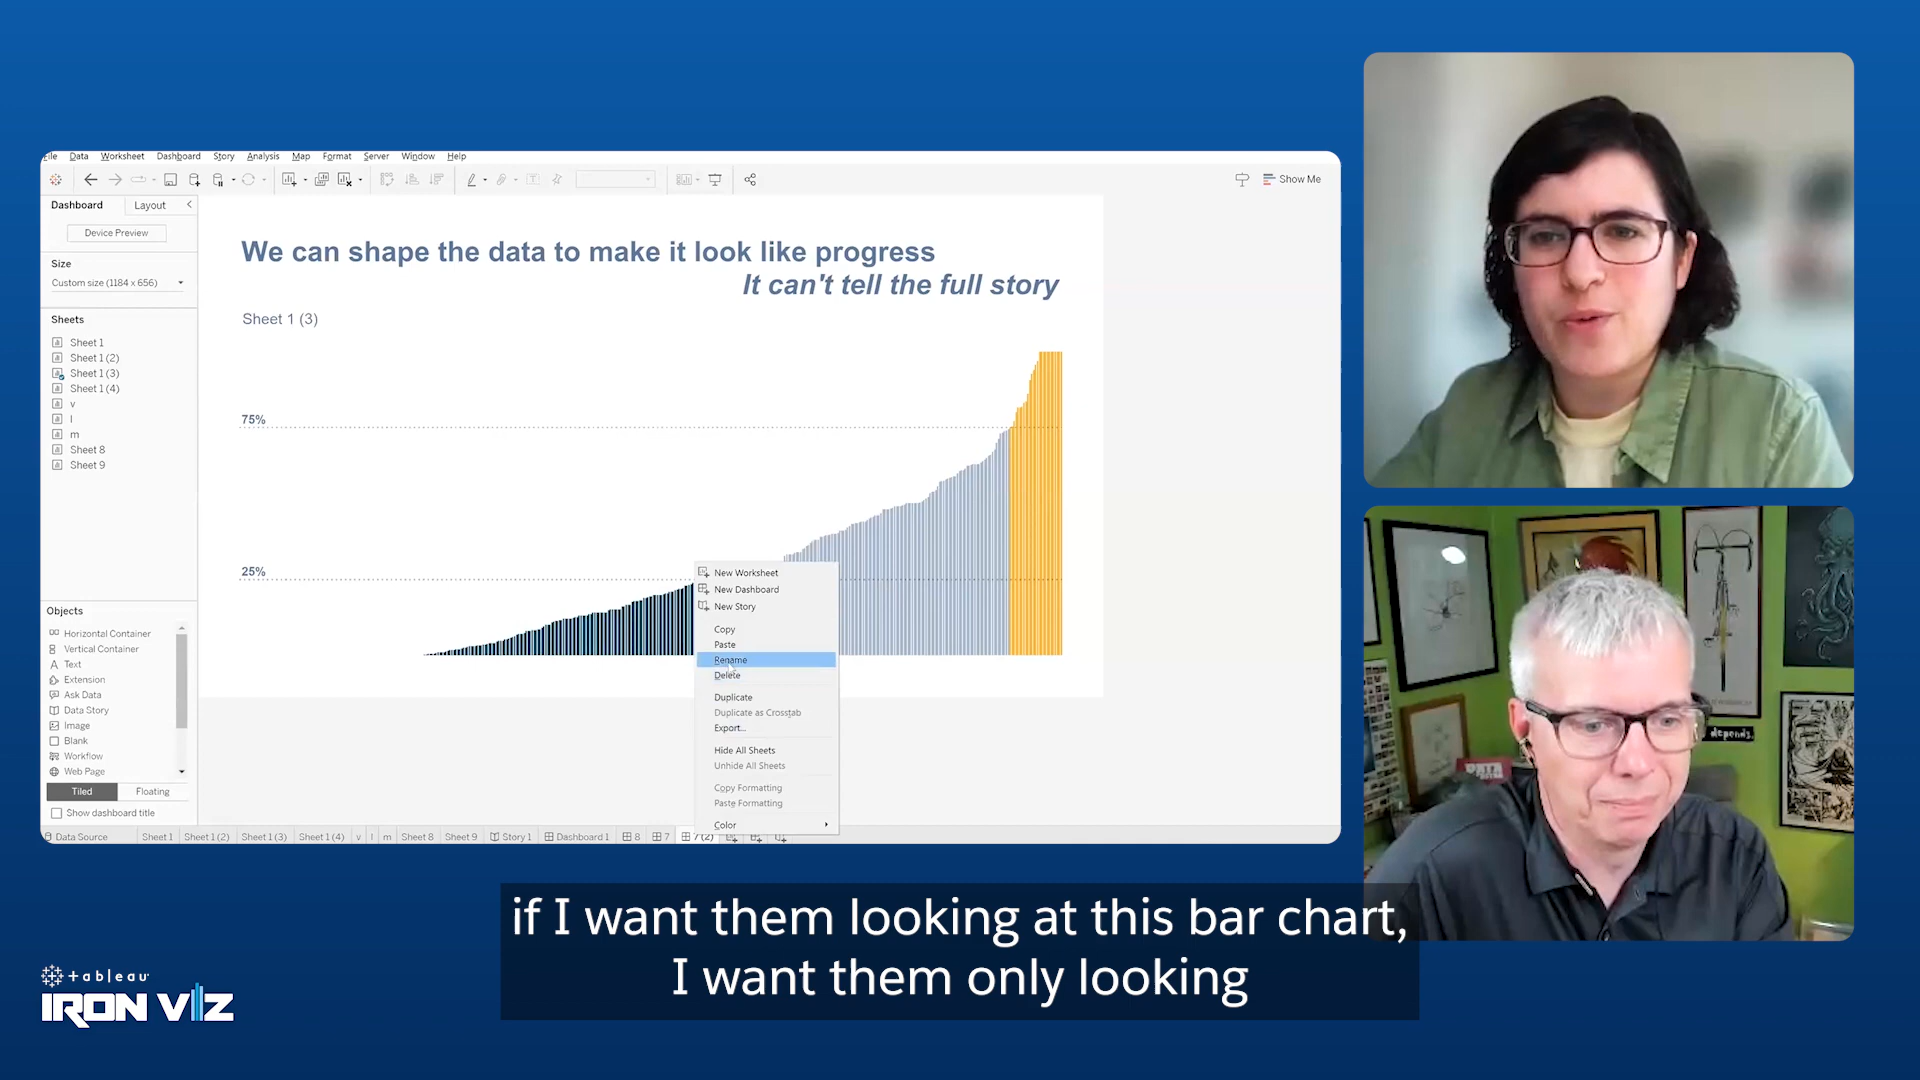 File Data Worksheet Dashboard Story Analysis Map Format Server Window Help
Show Me
Dashboard Layout
Device Preview
Size
Custom size (1184 x 656)
Sheets
Sheet 1
Sheet 1 (2)
Sheet 1 (3)
Sheet 1 (4)
v
l
m
Sheet 8
Sheet 9
Objects
Horizontal Container
Vertical Container
Text
Extension
Ask Data
Data Story
Image
Blank
Workflow
Web Page
Tiled Floating
Show dashboard title
We can shape the data to make it look like progress
It can't tell the full story
Sheet 1 (3)
75%
25%
New Worksheet
New Dashboard
New Story
Copy
Paste
Rename
Delete
Duplicate
Duplicate as Crosstab
Export...
Hide All Sheets
Unhide All Sheets
Copy Formatting
Paste Formatting
Color
Data Source Sheet 1 Sheet 1 (2) Sheet 1 (3) Sheet 1 (4) v l m Sheet 8 Sheet 9 Story 1 Dashboard 1 8 7 7 (2)
depends.
if I want them looking at this bar chart,
I want them only looking
+ableau
IRON VIZ